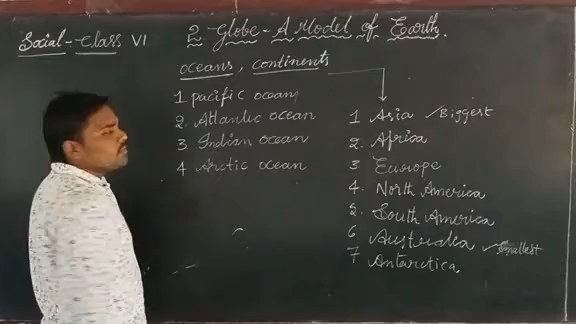 Social-Class VI
2. Globe-A Model of Earth.
oceans, continents
1 pacific ocean
2. Atlantic ocean
3 Indian ocean
4 Arctic ocean
1 Asia ✓Biggest
2. Africa
3 Europe
4. North America
5. South America
6 Australia ✓Smallest
7 Antarctica